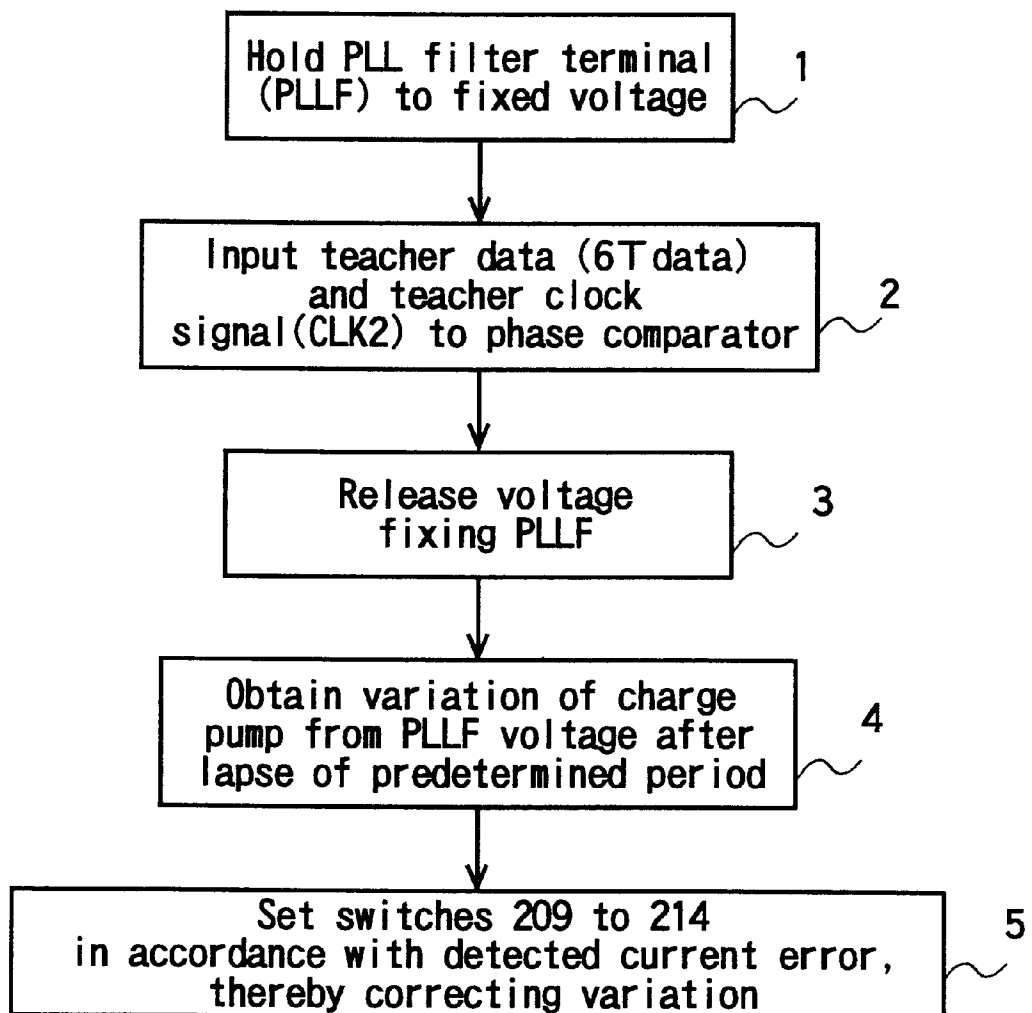 Hold PLL filter terminal
(PLLF) to fixed voltage
1
Input teacher data (6T data)
and teacher clock
signal(CLK2) to phase comparator
2
Release voltage
fixing PLLF
3
Obtain variation of charge
pump from PLLF voltage after
lapse of predetermined period
4
Set switches 209 to 214
in accordance with detected current error,
thereby correcting variation
5